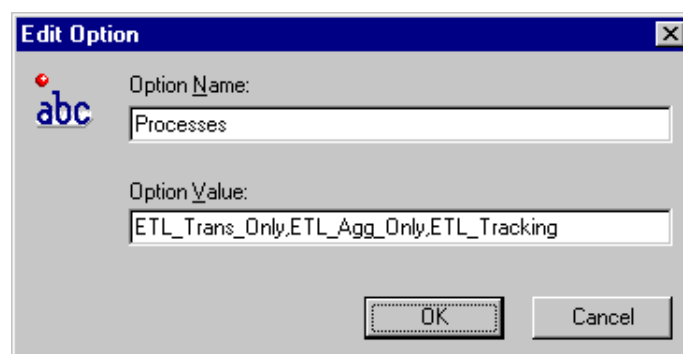 Edit Option
abc
Option Name:
Processes
Option Value:
ETL_Trans_Only,ETL_Agg_Only,ETL_Tracking
OK Cancel